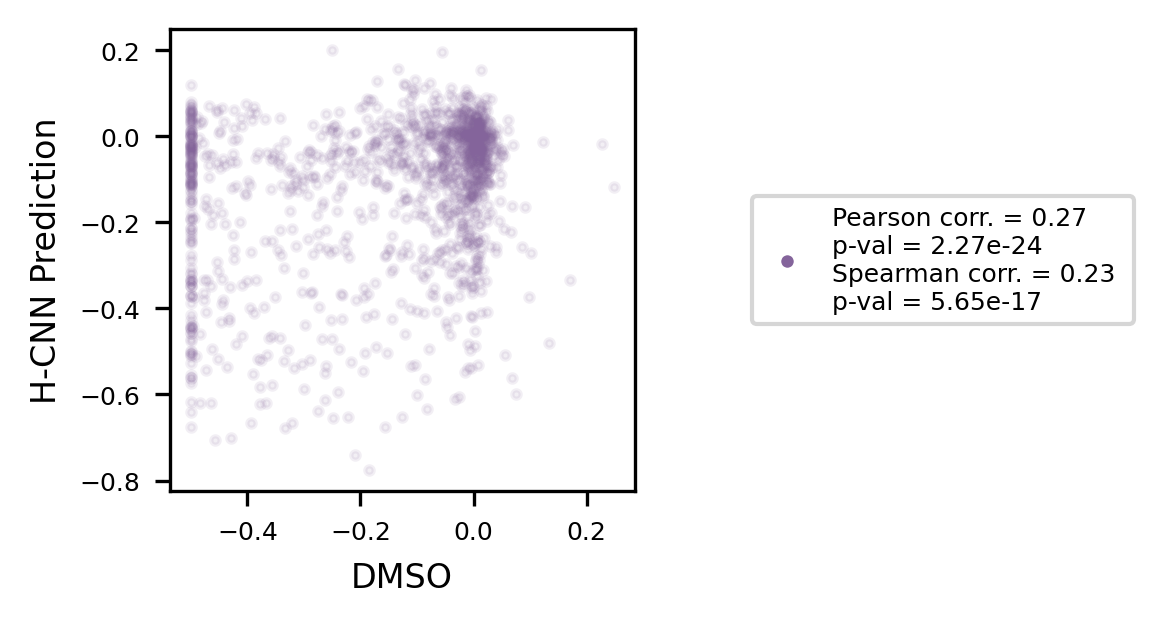 0.2
0.0
−0.2
−0.4
−0.6
−0.8
H-CNN Prediction
−0.4
−0.2
0.0
0.2
DMSO
Pearson corr. = 0.27
p-val = 2.27e-24
Spearman corr. = 0.23
p-val = 5.65e-17